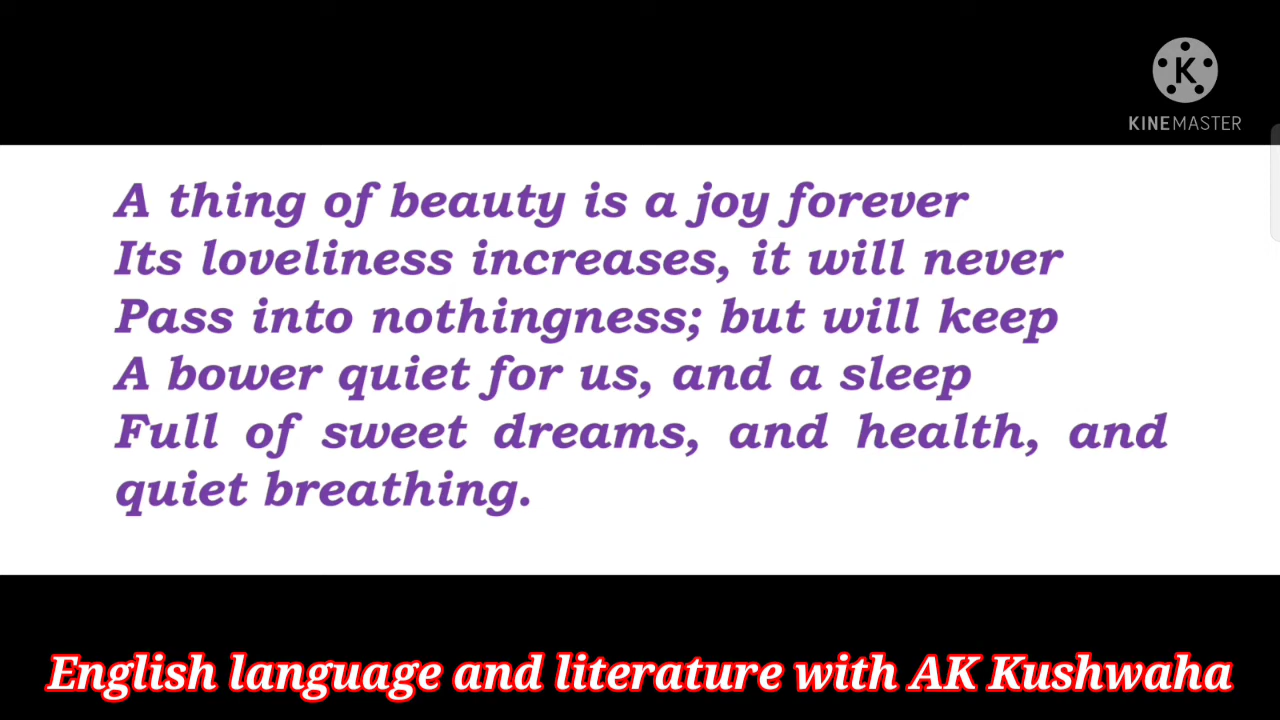 KINEMASTER
A thing of beauty is a joy forever
Its loveliness increases, it will never
Pass into nothingness; but will keep
A bower quiet for us, and a sleep
Full of sweet dreams, and health, and
quiet breathing.
English language and literature with AK Kushwaha